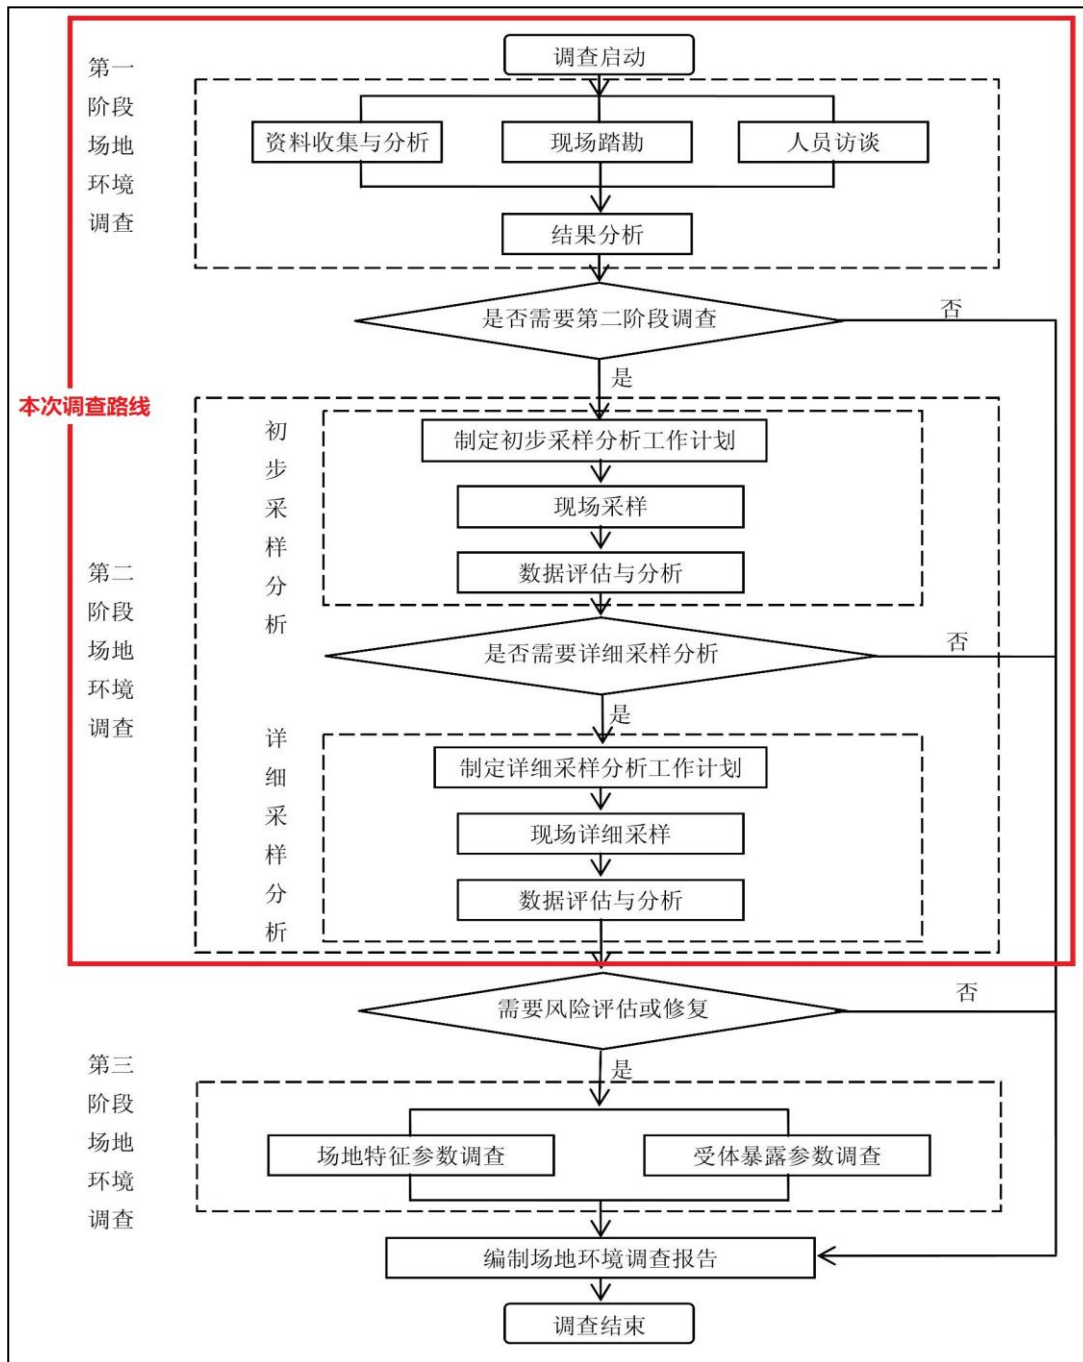 调查启动
第一阶段场地环境调查
资料收集与分析
现场踏勘
人员访谈
结果分析
是否需要第二阶段调查
否
是
本次调查路线
第二阶段场地环境调查
初步采样分析
制定初步采样分析工作计划
现场采样
数据评估与分析
是否需要详细采样分析
否
是
详细采样分析
制定详细采样分析工作计划
现场详细采样
数据评估与分析
需要风险评估或修复
否
是
第三阶段场地环境调查
场地特征参数调查
受体暴露参数调查
编制场地环境调查报告
调查结束